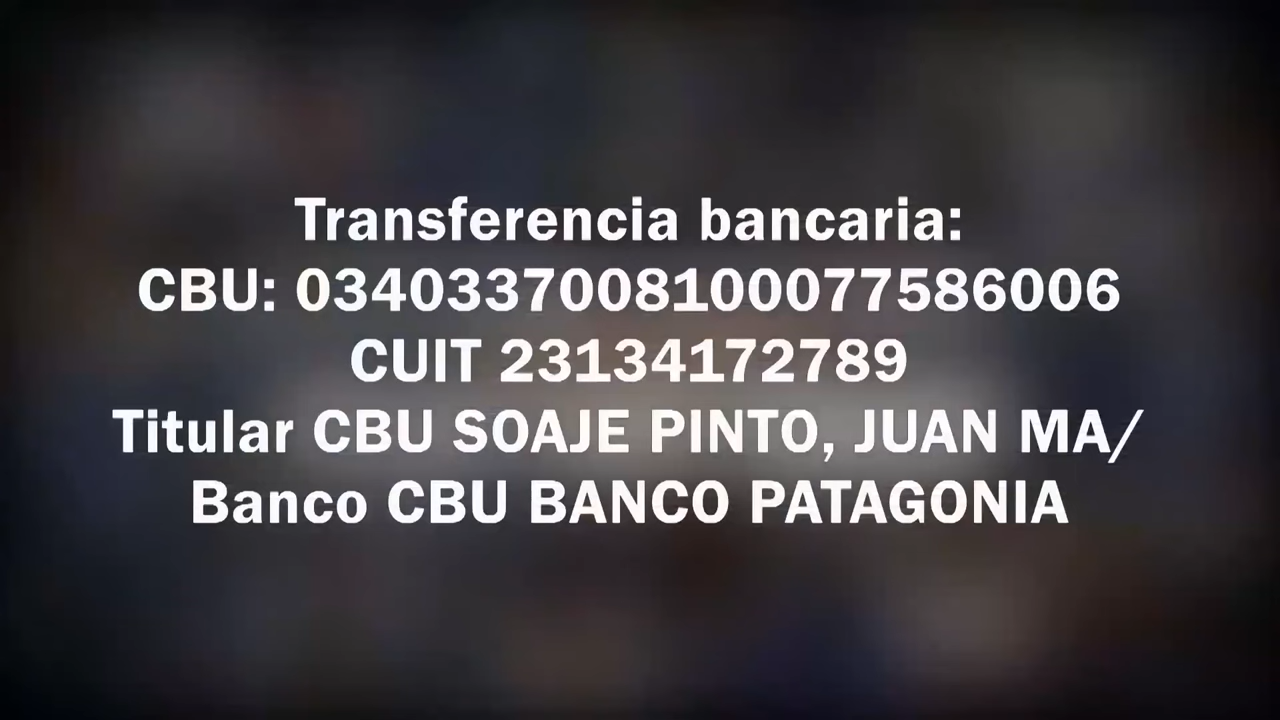 Transferencia bancaria:
CBU: 0340337008100077586006
CUIT 23134172789
Titular CBU SOAJE PINTO, JUAN MA/
Banco CBU BANCO PATAGONIA